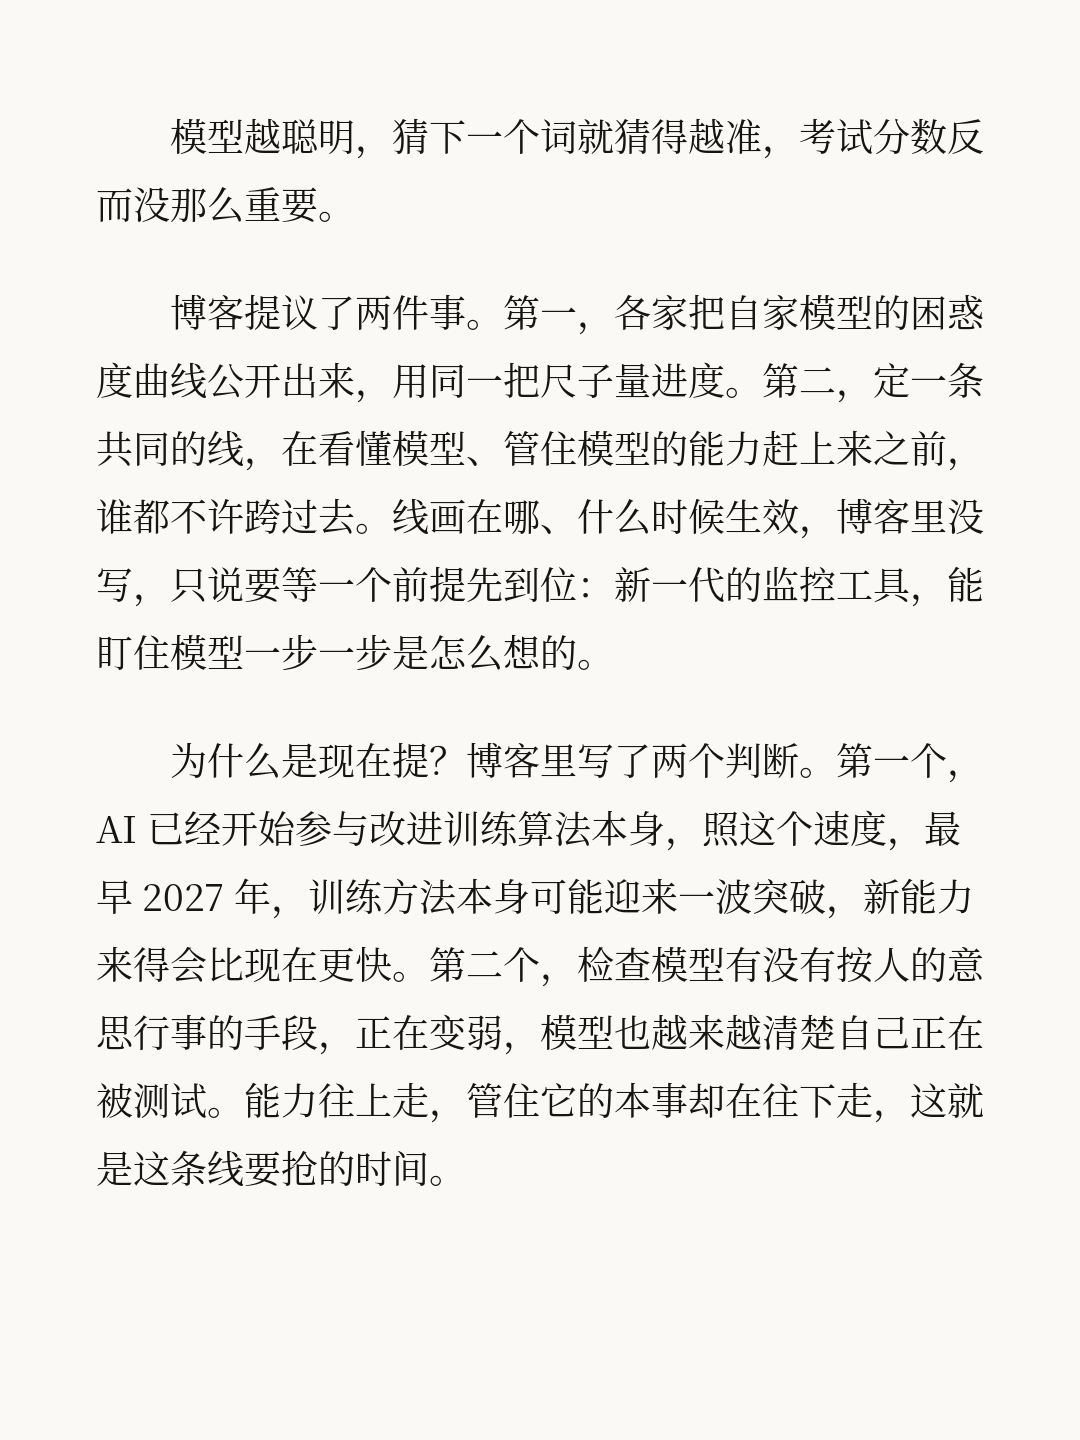 模型越聪明，猜下一个词就猜得越准，考试分数反
而没那么重要。
博客提议了两件事。第一，各家把自家模型的困惑
度曲线公开出来，用同一把尺子量进度。第二，定一条
共同的线，在看懂模型、管住模型的能力赶上来之前，
谁都不许跨过去。线画在哪、什么时候生效，博客里没
写，只说要等一个前提先到位：新一代的监控工具，能
盯住模型一步一步是怎么想的。
为什么是现在提？博客里写了两个判断。第一个，
AI 已经开始参与改进训练算法本身，照这个速度，最
早 2027 年，训练方法本身可能迎来一波突破，新能力
来得会比现在更快。第二个，检查模型有没有按人的意
思行事的手段，正在变弱，模型也越来越清楚自己正在
被测试。能力往上走，管住它的本事却在往下走，这就
是这条线要抢的时间。